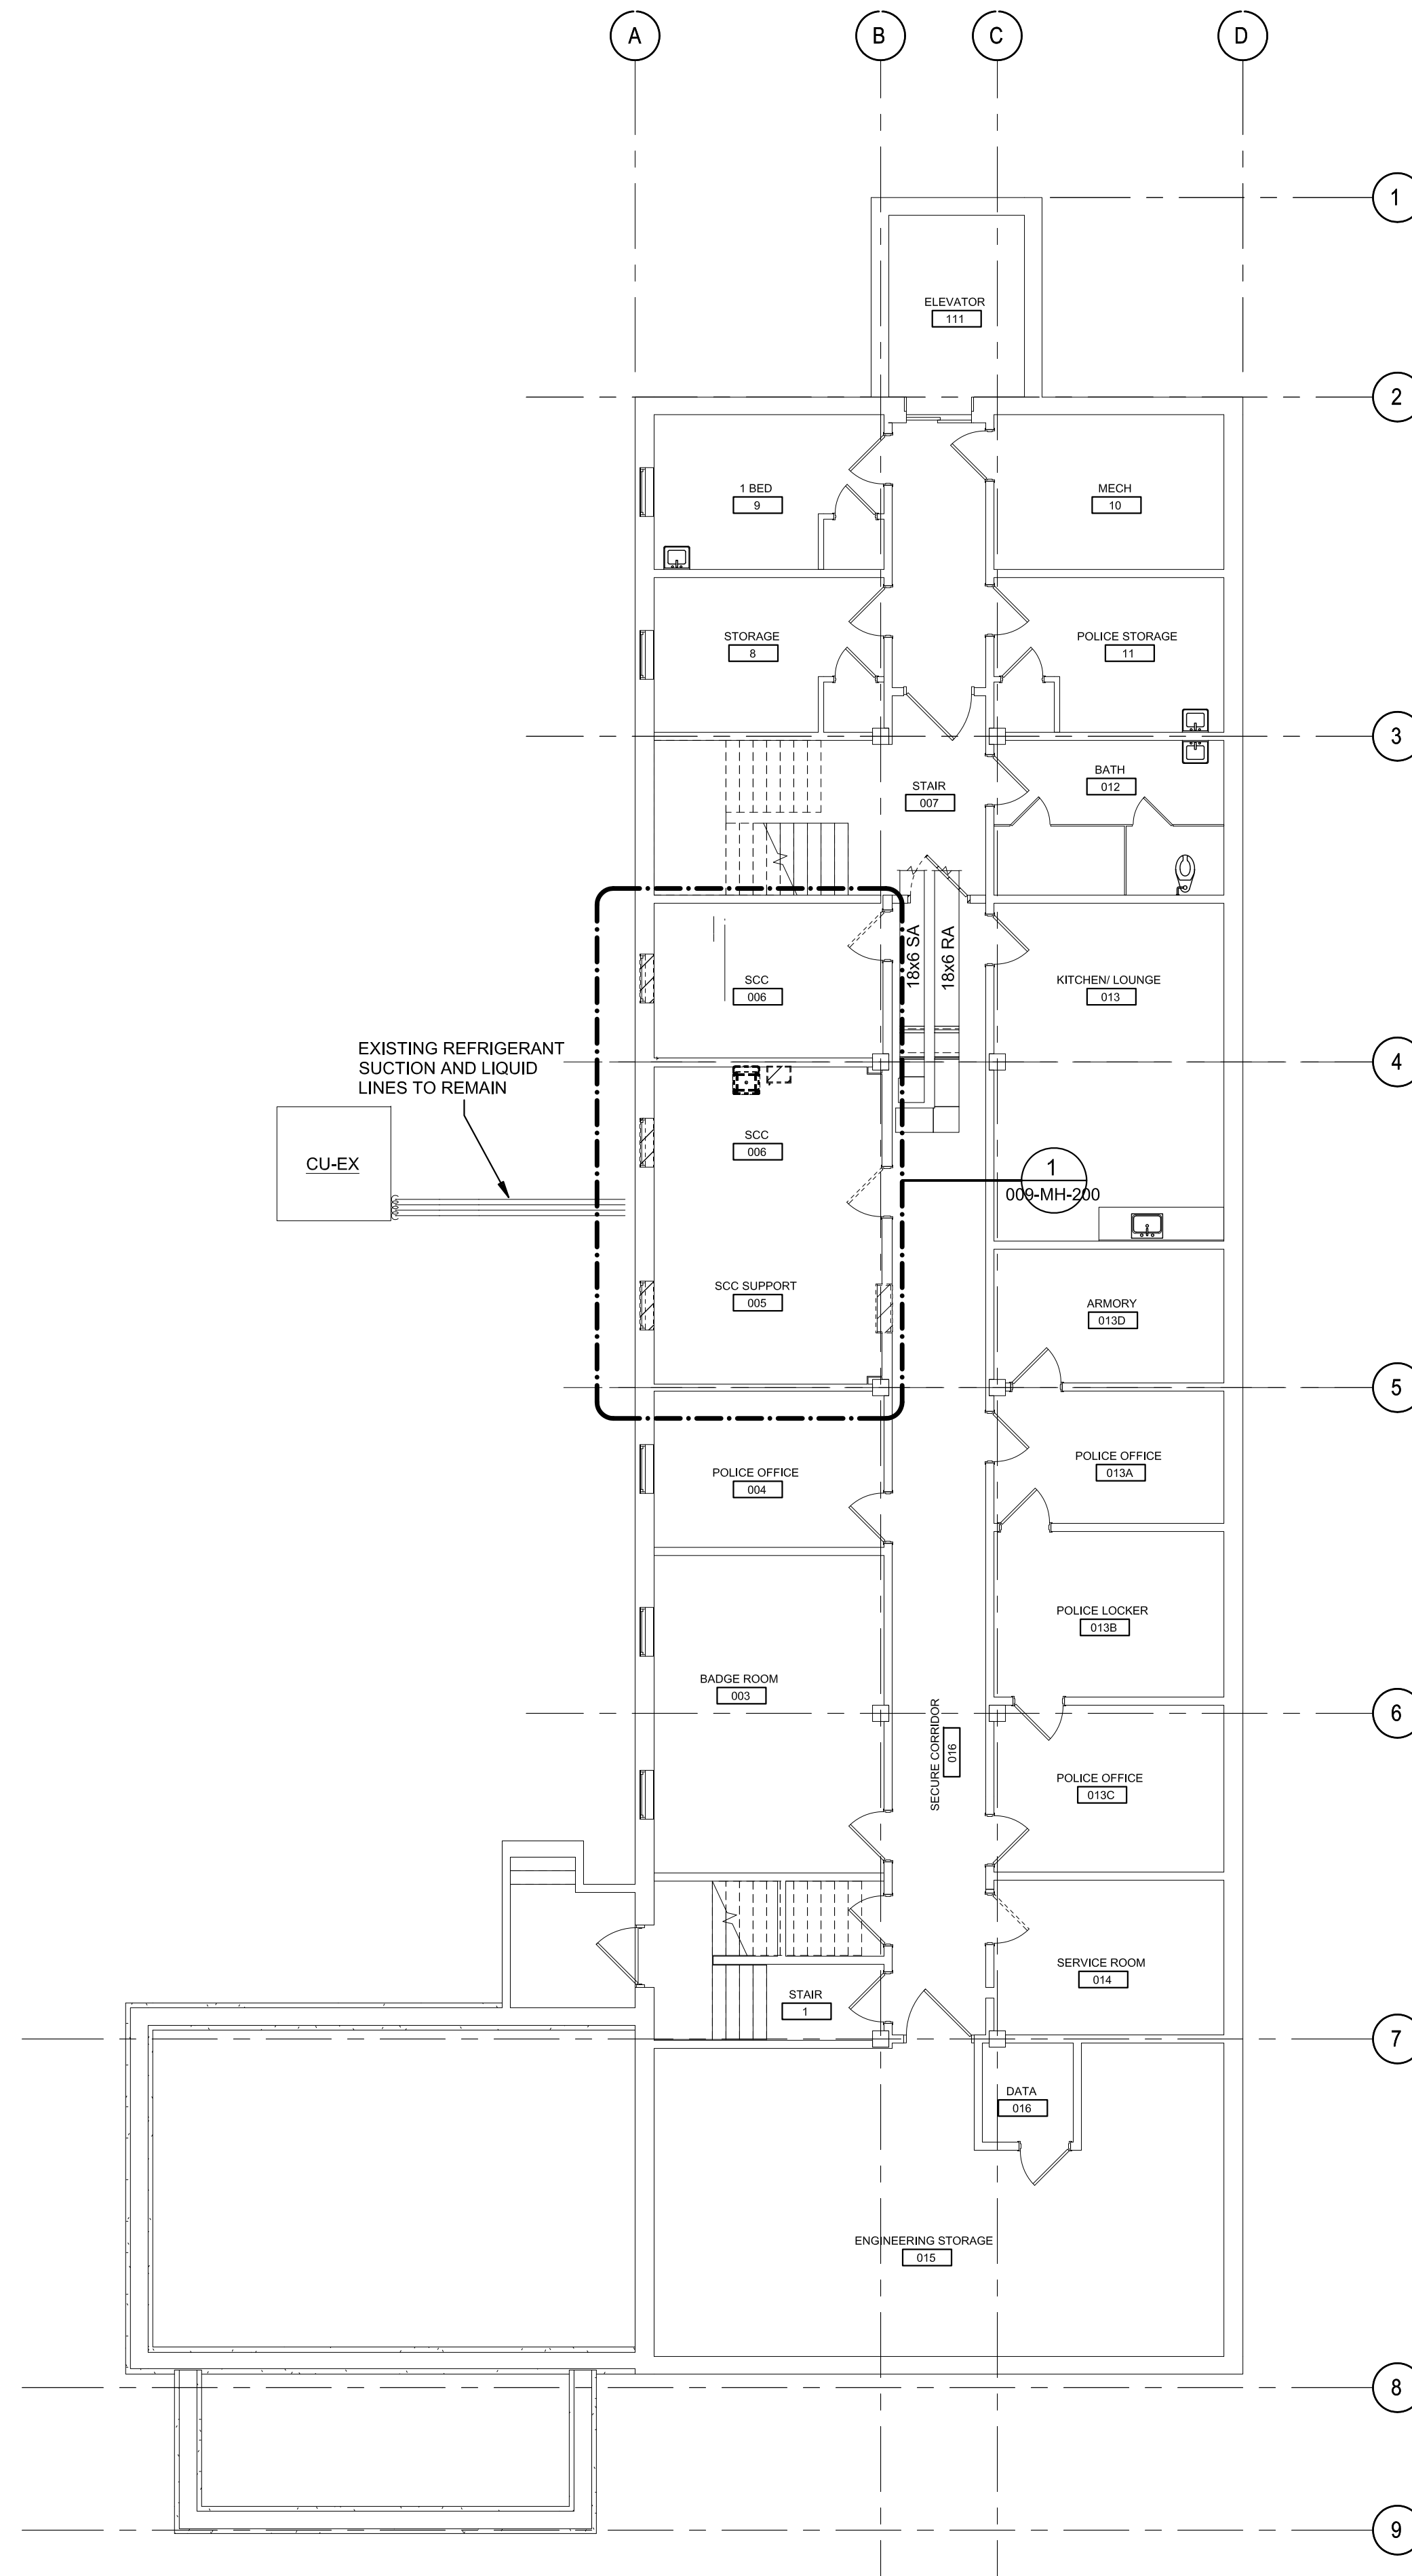 A
B
C
D
1
ELEVATOR
111
2
1 BED
9
MECH
10
STORAGE
8
POLICE STORAGE
11
3
BATH
012
STAIR
007
18x6 SA
18x6 RA
SCC
006
KITCHEN/ LOUNGE
013
EXISTING REFRIGERANT
SUCTION AND LIQUID
LINES TO REMAIN
4
SCC
006
CU-EX
1
009-MH-200
SCC SUPPORT
005
ARMORY
013D
5
POLICE OFFICE
004
POLICE OFFICE
013A
POLICE LOCKER
013B
BADGE ROOM
003
6
SECURE CORRIDOR
016
POLICE OFFICE
013C
SERVICE ROOM
014
STAIR
1
7
DATA
016
ENGINEERING STORAGE
015
8
9